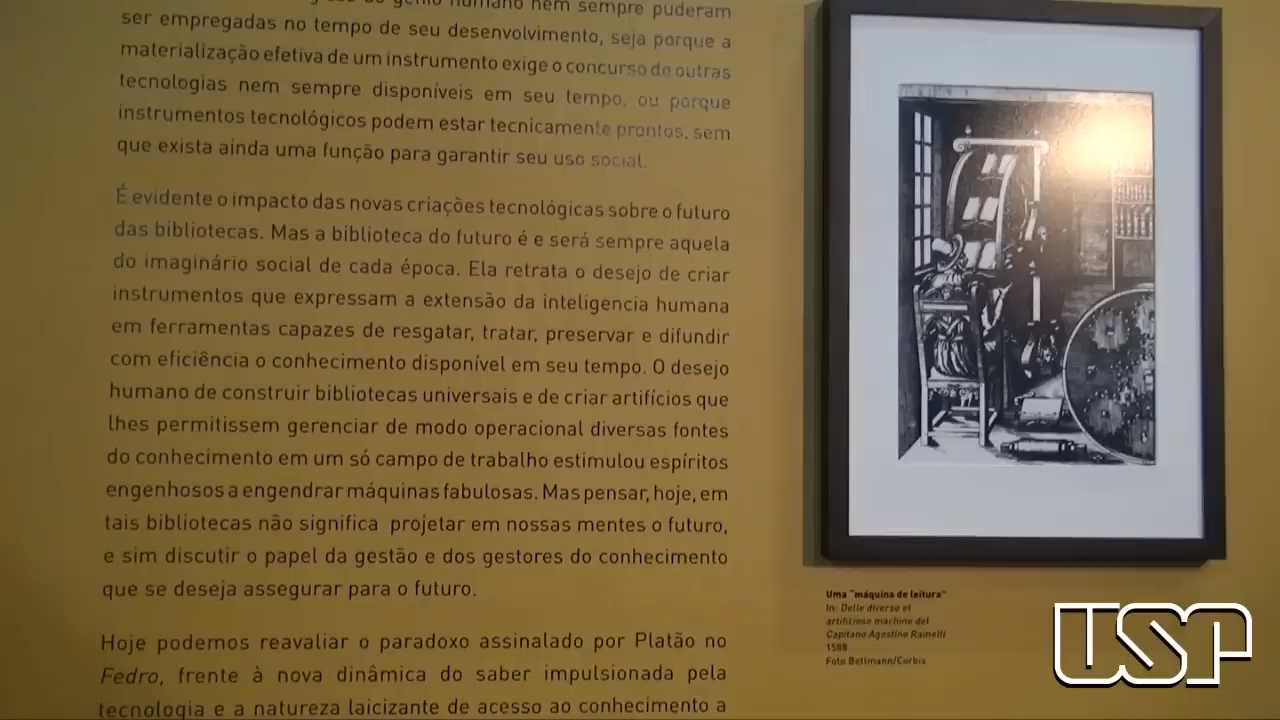 gênio humano nem sempre puderam
ser empregadas no tempo de seu desenvolvimento, seja porque a
materialização efetiva de um instrumento exige o concurso de outras
tecnologias nem sempre disponíveis em seu tempo, ou porque
instrumentos tecnológicos podem estar tecnicamente prontos, sem
que exista ainda uma função para garantir seu uso social.
É evidente o impacto das novas criações tecnológicas sobre o futuro
das bibliotecas. Mas a biblioteca do futuro é e será sempre aquela
do imaginário social de cada época. Ela retrata o desejo de criar
instrumentos que expressam a extensão da inteligencia humana
em ferramentas capazes de resgatar, tratar, preservar e difundir
com eficiência o conhecimento disponível em seu tempo. O desejo
humano de construir bibliotecas universais e de criar artifícios que
lhes permitissem gerenciar de modo operacional diversas fontes
do conhecimento em um só campo de trabalho estimulou espíritos
engenhosos a engendrar máquinas fabulosas. Mas pensar, hoje, em
tais bibliotecas não significa projetar em nossas mentes o futuro,
e sim discutir o papel da gestão e dos gestores do conhecimento
que se deseja assegurar para o futuro.
Hoje podemos reavaliar o paradoxo assinalado por Platão no
Fedro, frente à nova dinâmica do saber impulsionada pela
tecnologia e a natureza laicizante de acesso ao conhecimento a
Uma "máquina de leitura"
In: Delle diverse et
artificiose machine del
Capitano Agostino Ramelli
1588
Foto Bettmann/Corbis
USP